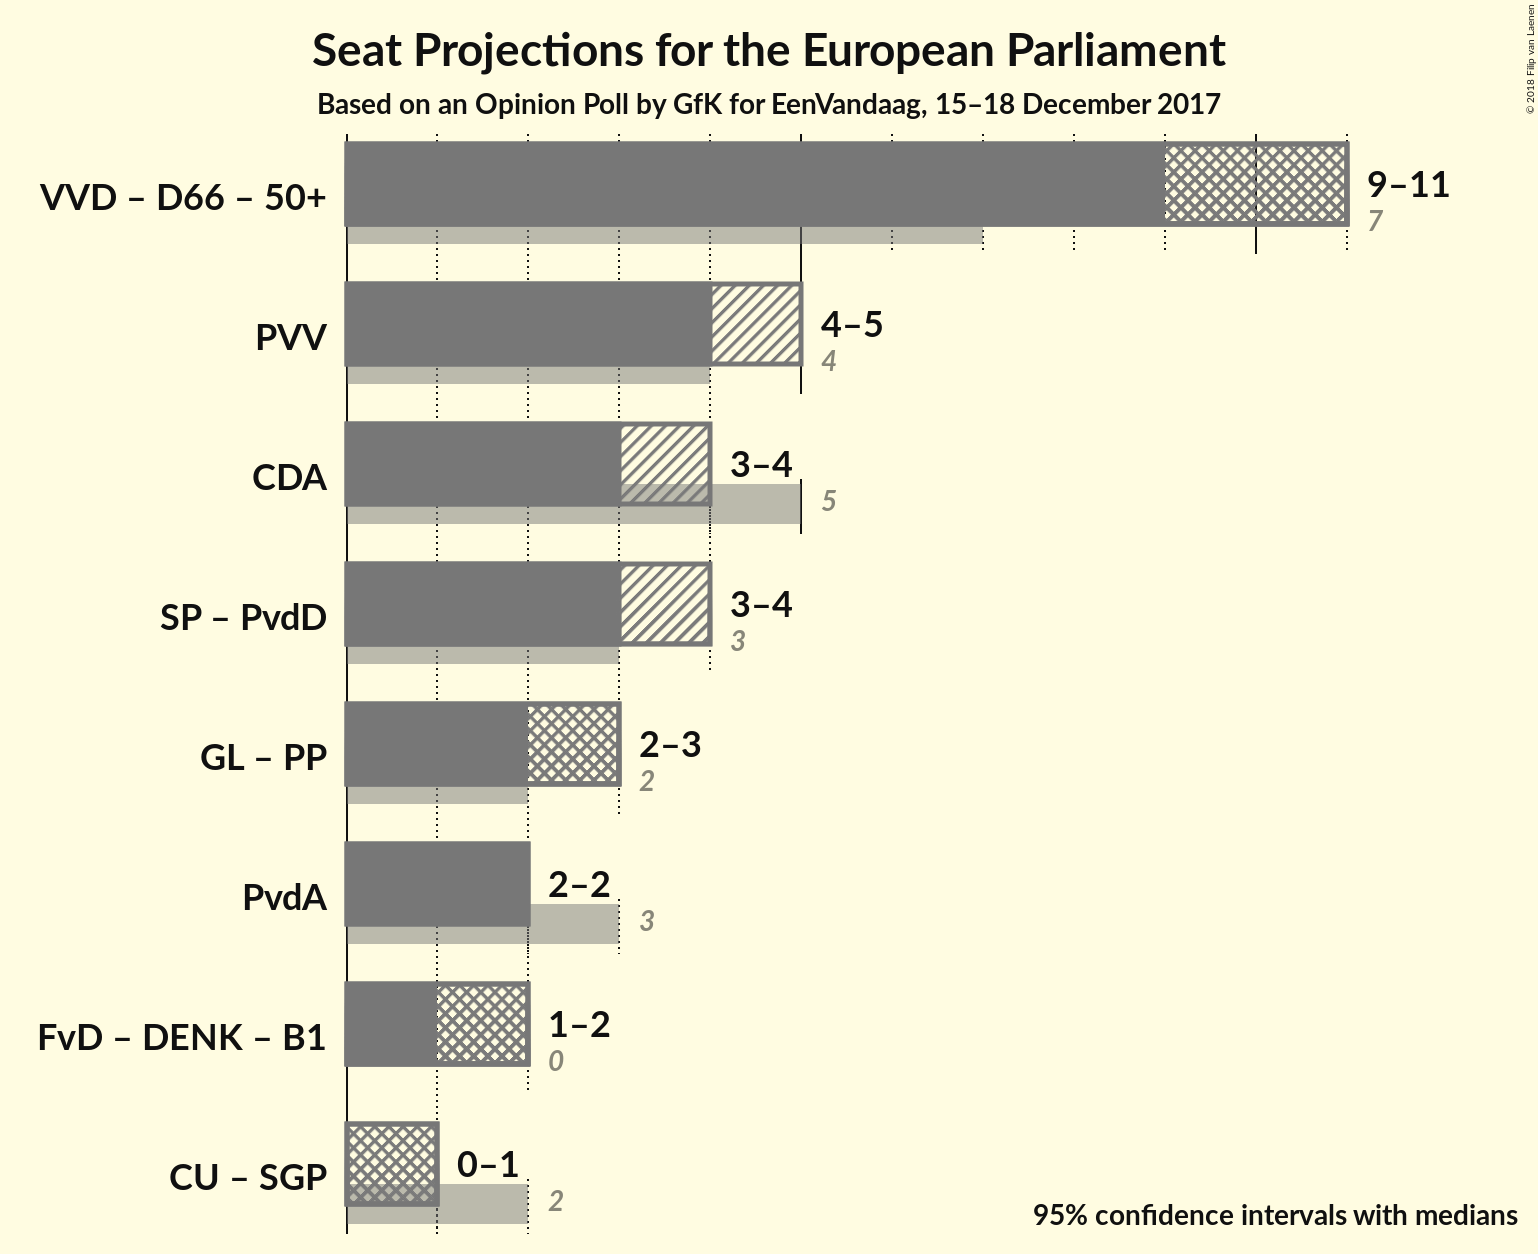 Seat Projections for the European Parliament
Based on an Opinion Poll by GfK for EenVandaag, 15–18 December 2017
© 2018 Filip van Laenen
VVD – D66 – 50+
9–11
7
PVV
4–5
4
CDA
3–4
5
SP – PvdD
3–4
3
GL – PP
2–3
2
PvdA
2–2
3
FvD – DENK – B1
1–2
0
CU – SGP
0–1
2
95% confidence intervals with medians